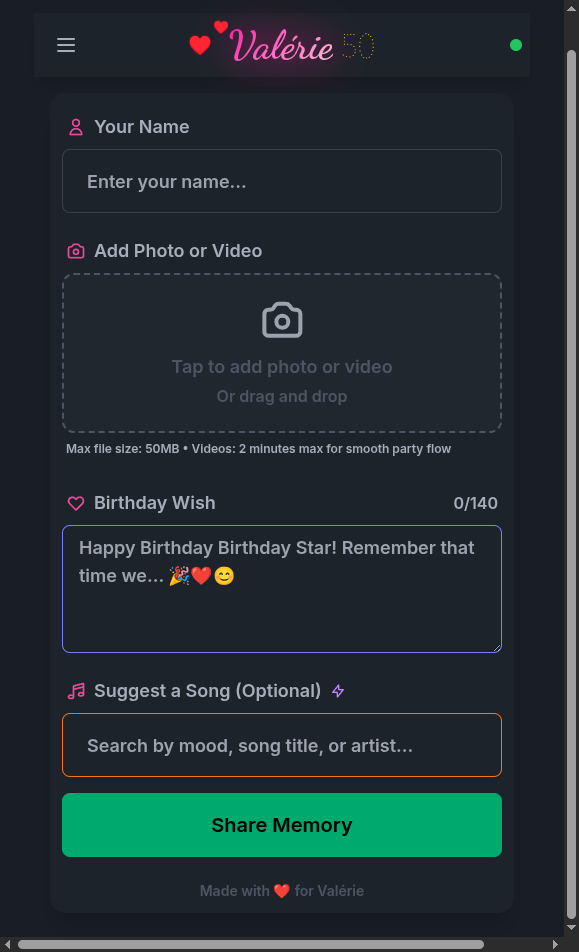 ❤️❤️Valérie 50
Your Name
Enter your name...
Add Photo or Video
Tap to add photo or video
Or drag and drop
Max file size: 50MB • Videos: 2 minutes max for smooth party flow
Birthday Wish 0/140
Happy Birthday Birthday Star! Remember that
time we... 🎉❤️😊
Suggest a Song (Optional)
Search by mood, song title, or artist...
Share Memory
Made with ❤️ for Valérie